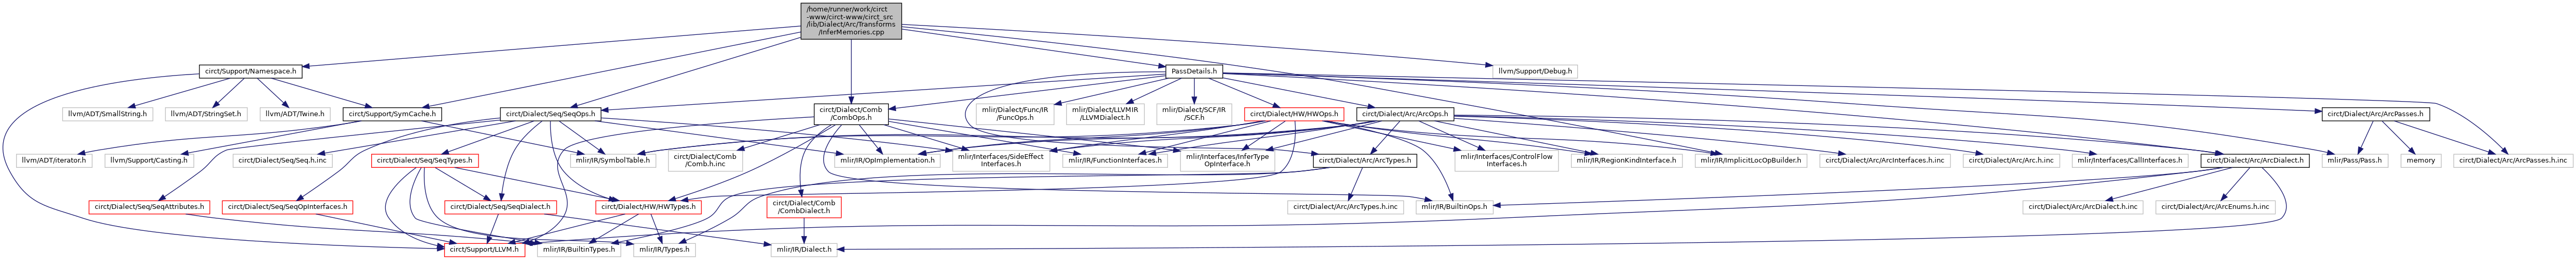 /home/runner/work/circt
-www/circt-www/circt_src
/lib/Dialect/Arc/Transforms
/InferMemories.cpp
circt/Support/Namespace.h
PassDetails.h
llvm/Support/Debug.h
llvm/ADT/SmallString.h
llvm/ADT/StringSet.h
llvm/ADT/Twine.h
circt/Support/SymCache.h
circt/Dialect/Seq/SeqOps.h
circt/Dialect/Comb
/CombOps.h
mlir/Dialect/Func/IR
/FuncOps.h
mlir/Dialect/LLVMIR
/LLVMDialect.h
mlir/Dialect/SCF/IR
/SCF.h
circt/Dialect/HW/HWOps.h
circt/Dialect/Arc/ArcOps.h
circt/Dialect/Arc/ArcPasses.h
llvm/ADT/iterator.h
llvm/Support/Casting.h
circt/Dialect/Seq/Seq.h.inc
circt/Dialect/Seq/SeqTypes.h
mlir/IR/SymbolTable.h
circt/Dialect/Comb
/Comb.h.inc
mlir/IR/OpImplementation.h
mlir/Interfaces/SideEffect
Interfaces.h
mlir/IR/FunctionInterfaces.h
mlir/Interfaces/InferType
OpInterface.h
circt/Dialect/Arc/ArcTypes.h
mlir/Interfaces/ControlFlow
Interfaces.h
mlir/IR/RegionKindInterface.h
mlir/IR/ImplicitLocOpBuilder.h
circt/Dialect/Arc/ArcInterfaces.h.inc
circt/Dialect/Arc/Arc.h.inc
mlir/Interfaces/CallInterfaces.h
circt/Dialect/Arc/ArcDialect.h
mlir/Pass/Pass.h
memory
circt/Dialect/Arc/ArcPasses.h.inc
circt/Dialect/Seq/SeqAttributes.h
circt/Dialect/Seq/SeqOpInterfaces.h
circt/Dialect/Seq/SeqDialect.h
circt/Dialect/HW/HWTypes.h
circt/Dialect/Comb
/CombDialect.h
circt/Dialect/Arc/ArcTypes.h.inc
mlir/IR/BuiltinOps.h
circt/Dialect/Arc/ArcDialect.h.inc
circt/Dialect/Arc/ArcEnums.h.inc
circt/Support/LLVM.h
mlir/IR/BuiltinTypes.h
mlir/IR/Types.h
mlir/IR/Dialect.h